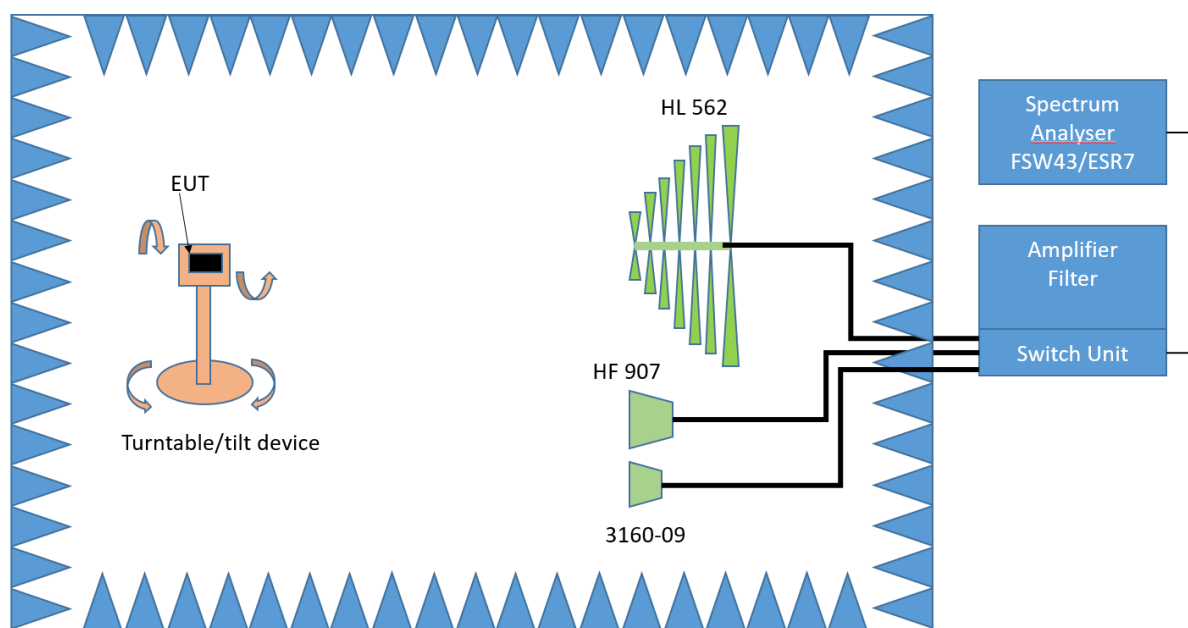 HL 562
Spectrum
Analyser
FSW43/ESR7
EUT
Amplifier
Filter
Switch Unit
HF 907
Turntable/tilt device
3160-09